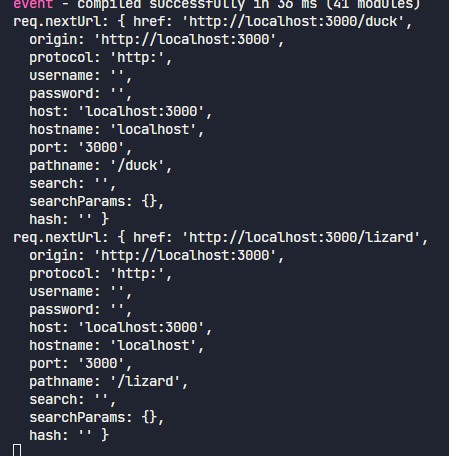 event - compiled successfully in 36 ms (41 modules)
req.nextUrl: { href: 'http://localhost:3000/duck',
  origin: 'http://localhost:3000',
  protocol: 'http:',
  username: '',
  password: '',
  host: 'localhost:3000',
  hostname: 'localhost',
  port: '3000',
  pathname: '/duck',
  search: '',
  searchParams: {},
  hash: '' }
req.nextUrl: { href: 'http://localhost:3000/lizard',
  origin: 'http://localhost:3000',
  protocol: 'http:',
  username: '',
  password: '',
  host: 'localhost:3000',
  hostname: 'localhost',
  port: '3000',
  pathname: '/lizard',
  search: '',
  searchParams: {},
  hash: '' }